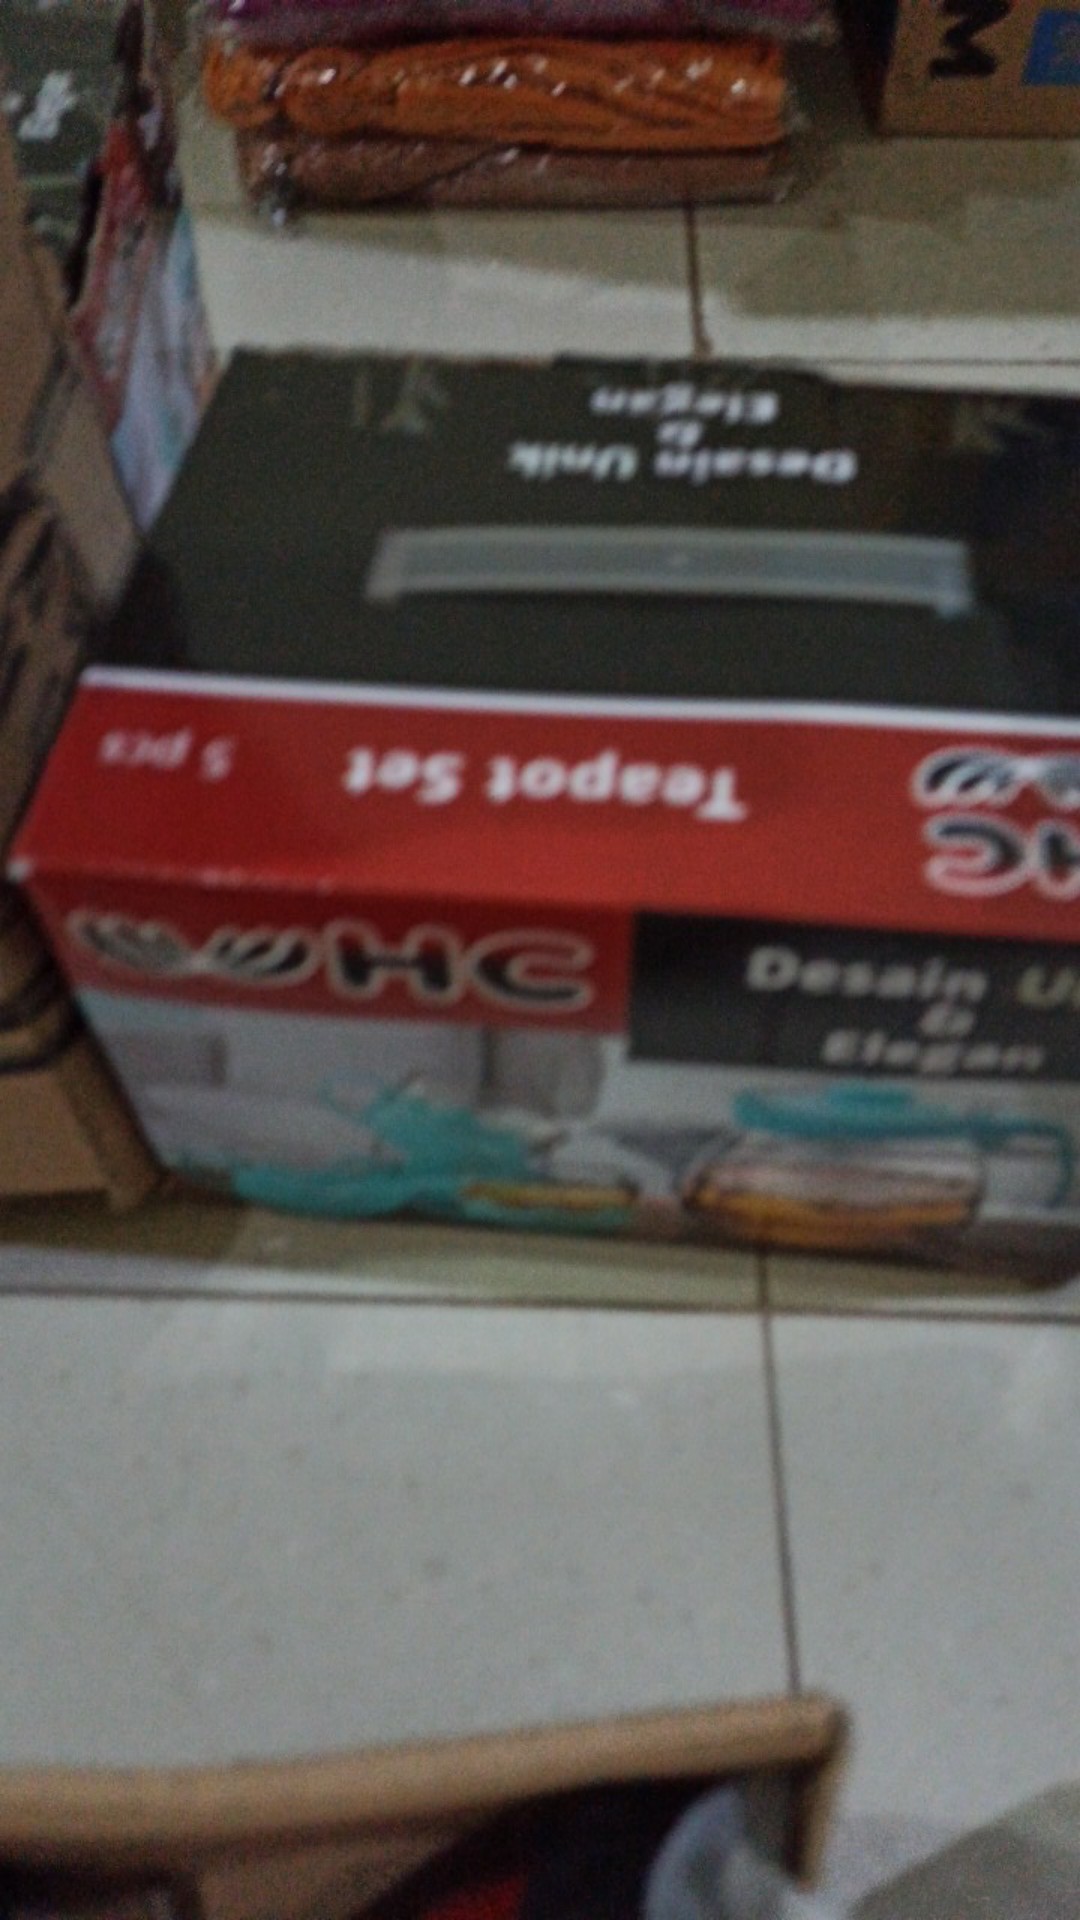 Desain Unik
&
Elegan
Teapot Set
5 pcs
HC
HC
Desain
&
Elegan
M